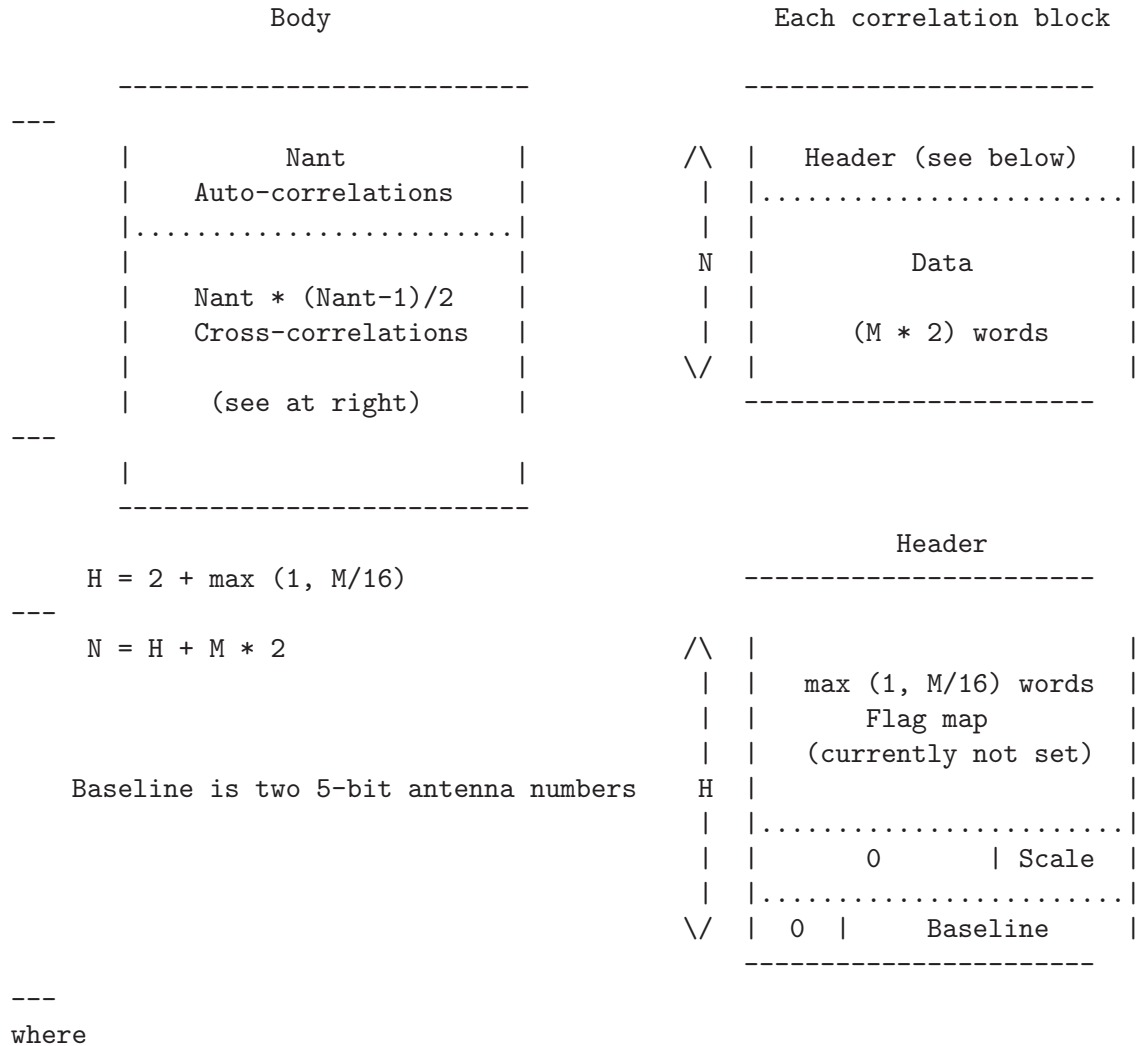 Body                             Each correlation block

       ---------------------------              -----------------------
---
       |          Nant           |          /\  |   Header (see below)   |
       |    Auto-correlations    |           |  |........................|
       |.........................|           |  |                        |
       |                         |           N  |          Data          |
       |    Nant * (Nant-1)/2    |           |  |                        |
       |    Cross-correlations   |           |  |      (M * 2) words     |
       |                         |          \/  |                        |
       |     (see at right)      |              -----------------------
---
       |                         |
       ---------------------------
                                                          Header
     H = 2 + max (1, M/16)                      -----------------------
---
     N = H + M * 2                          /\  |                        |
                                             |  |   max (1, M/16) words  |
                                             |  |       Flag map         |
                                             |  |   (currently not set)  |
    Baseline is two 5-bit antenna numbers    H  |                        |
                                             |  |........................|
                                             |  |       0       | Scale  |
                                             |  |........................|
                                            \/  |  0  |     Baseline     |
                                                -----------------------
---
where